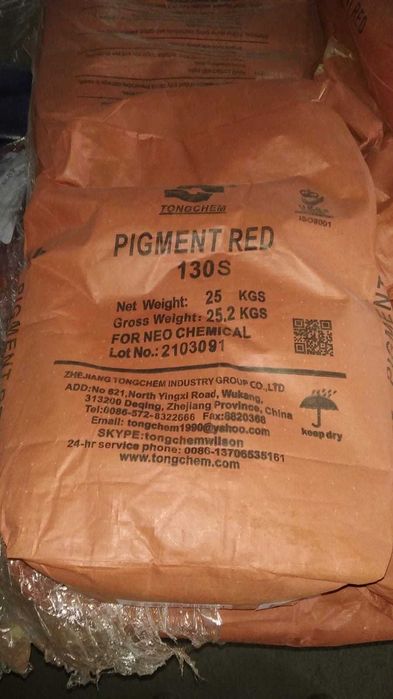 TONGCHEM
ISO9001
PIGMENT RED
130S
Net Weight: 25 KGS
Gross Weight: 25.2 KGS
FOR NEO CHEMICAL
Lot No.: 2103091
ZHEJIANG TONGCHEM INDUSTRY GROUP CO.,LTD
ADD:No 621,North Yingxi Road, Wukang,
313200 Deqing, Zhejiang Province, China
Tel:0086-572-8322666 Fax:8820368
Email: tongchem1990@yahoo.com
SKYPE:tongchemwilson
24-hr service phone: 0086-13706535161
www.tongchem.com
keep dry
RED